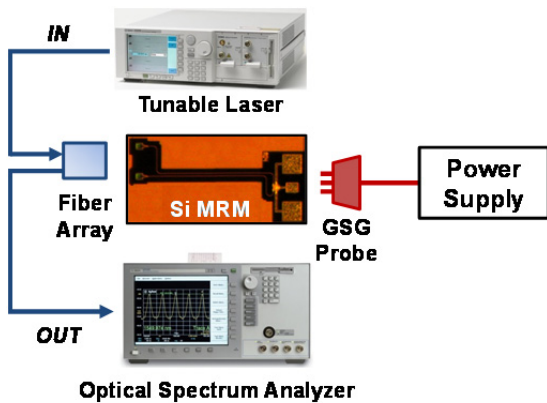 IN
Tunable Laser
Fiber
Array
Si MRM
GSG
Probe
Power
Supply
OUT
Optical Spectrum Analyzer